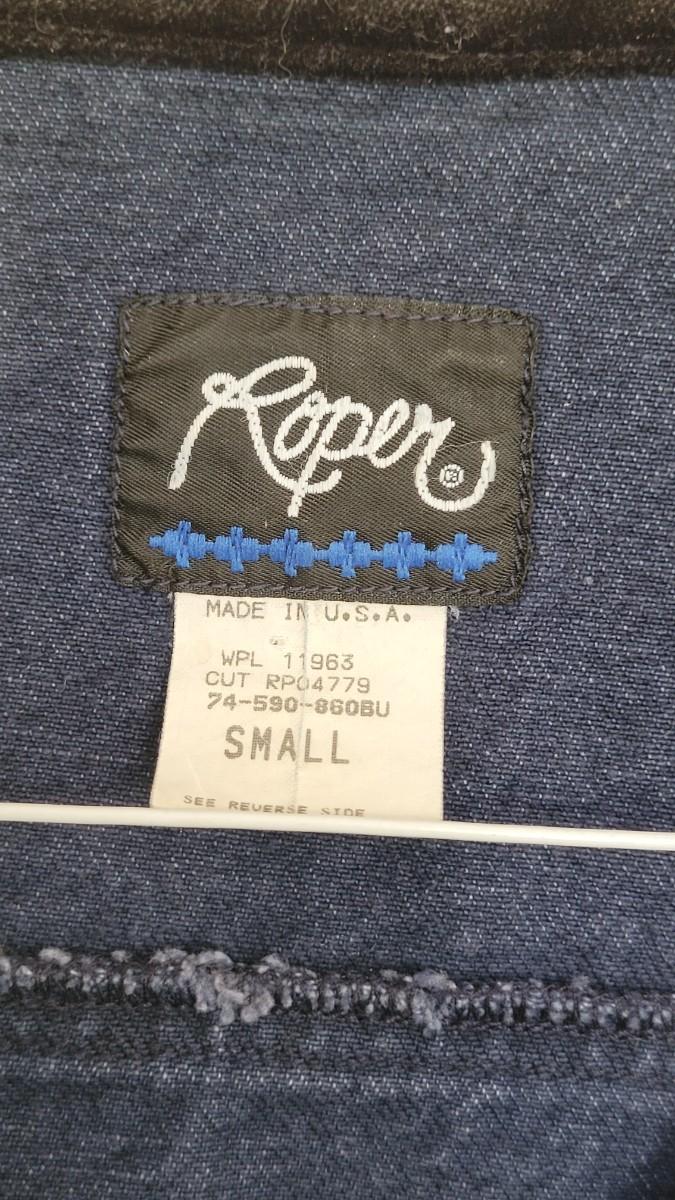 Roper®
MADE IN U.S.A.
WPL 11963
CUT RP04779
74-590-860BU
SMALL
SEE REVERSE SIDE